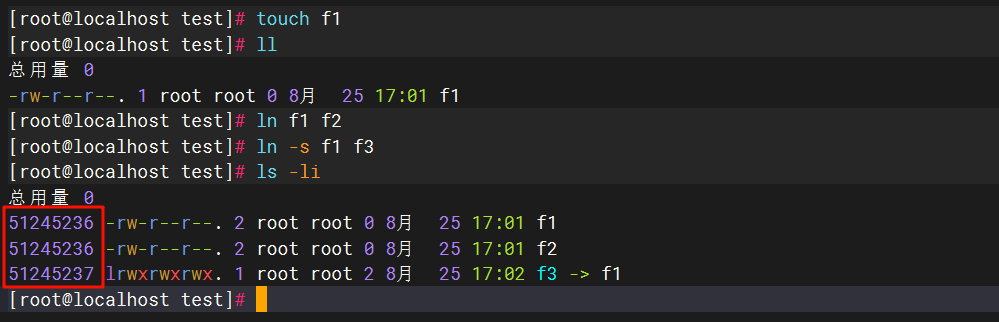 [root@localhost test]# touch f1
[root@localhost test]# ll
总用量 0
-rw-r--r--. 1 root root 0 8月  25 17:01 f1
[root@localhost test]# ln f1 f2
[root@localhost test]# ln -s f1 f3
[root@localhost test]# ls -li
总用量 0
51245236 -rw-r--r--. 2 root root 0 8月  25 17:01 f1
51245236 -rw-r--r--. 2 root root 0 8月  25 17:01 f2
51245237 lrwxrwxrwx. 1 root root 2 8月  25 17:02 f3 -> f1
[root@localhost test]#